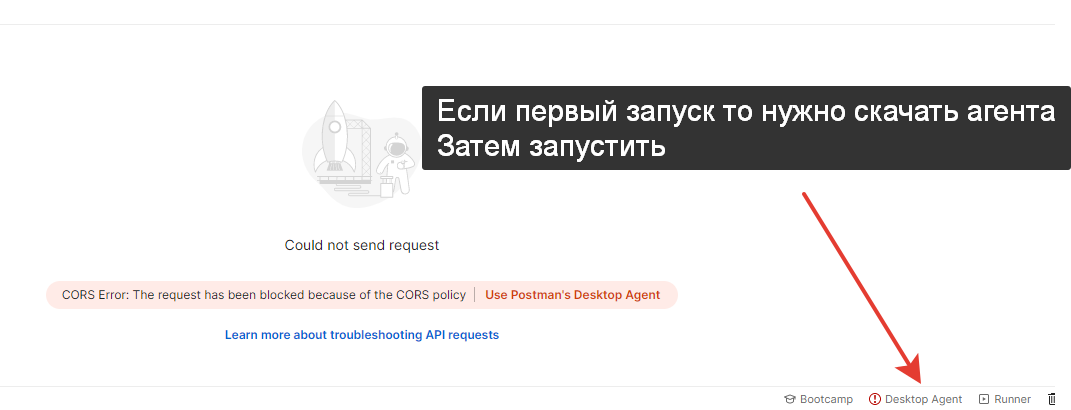 Если первый запуск то нужно скачать агента
Затем запустить
Could not send request
CORS Error: The request has been blocked because of the CORS policy Use Postman's Desktop Agent
Learn more about troubleshooting API requests
Bootcamp Desktop Agent Runner